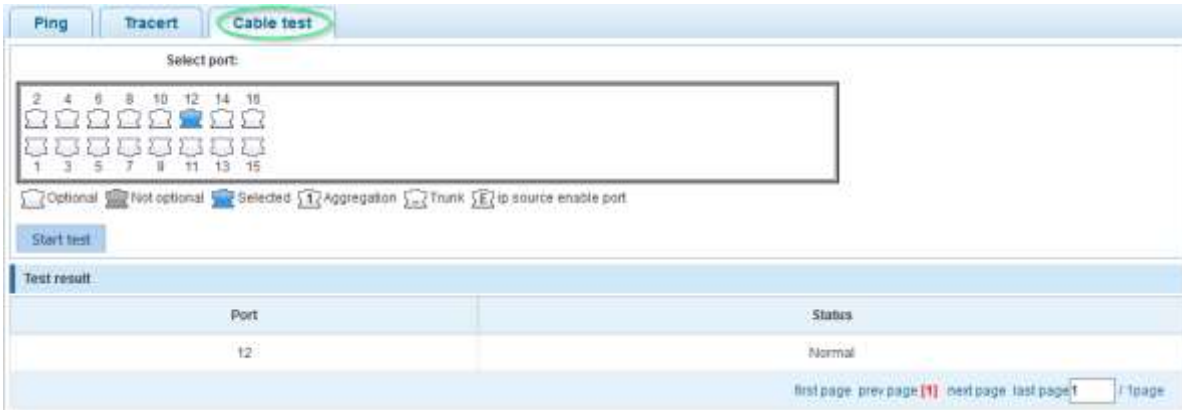 Ping Tracert Cable test
Select port:
2 4 6 8 10 12 14 16
1 3 5 7 9 11 13 15
Optional Not optional Selected 1 Aggregation Trunk E ip source enable port
Start test
Test result
Port Status
12 Normal
first page prev page [1] next page last page 1 / 1page